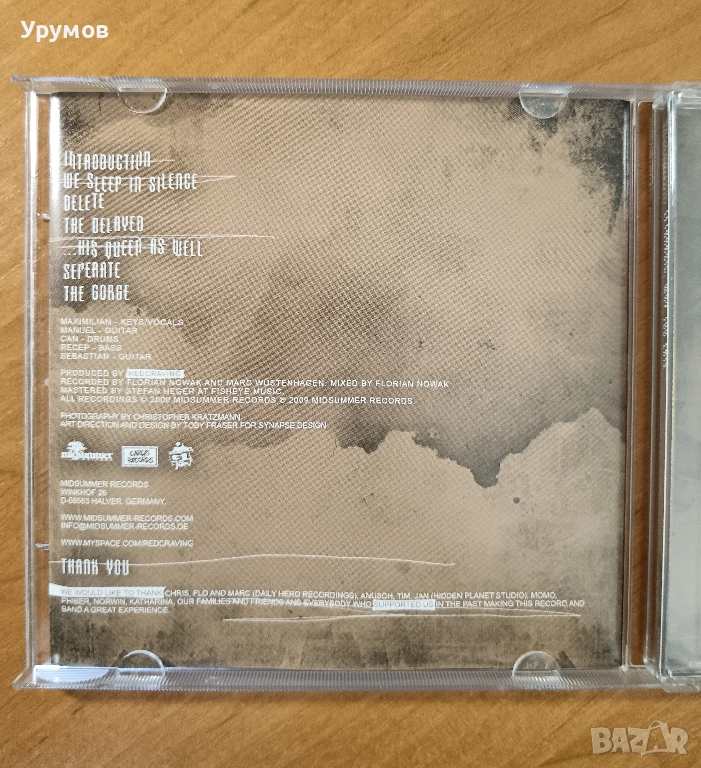 Урумов
INTRODUCTION
WE SLEEP IN SILENCE
DELETE
THE DELAYED
...HIS QUEEN AS WELL
SEPERATE
THE GORGE
MAXIMILIAN - KEYS/VOCALS
MANUEL - GUITAR
CAN - DRUMS
RECEP - BASS
SEBASTIAN - GUITAR
PRODUCED BY REDCRAVING.
RECORDED BY FLORIAN NOWAK AND MARC WÜSTENHAGEN. MIXED BY FLORIAN NOWAK
MASTERED BY STEFAN HEGER AT FISHEYE MUSIC.
ALL RECORDINGS © 2009 MIDSUMMER RECORDS ℗ 2009 MIDSUMMER RECORDS.
PHOTOGRAPHY BY CHRISTOPHER KRATZMANN
ART DIRECTION AND DESIGN BY TOBY FRASER FOR SYNAPSE DESIGN
MIDSUMMER
CARGO RECORDS
MIDSUMMER RECORDS
WINKHOF 25
D-58553 HALVER. GERMANY.
WWW.MIDSUMMER-RECORDS.COM
INFO@MIDSUMMER-RECORDS.DE
WWW.MYSPACE.COM/REDCRAVING
THANK YOU
WE WOULD LIKE TO THANK CHRIS, FLO AND MARC (DAILY HERO RECORDINGS), ANUSCH, TIM, JAN (HIDDEN PLANET STUDIO), MOMO,
PHIBER, NORWIN, KATHARINA, OUR FAMILIES AND FRIENDS AND EVERYBODY WHO SUPPORTED US IN THE PAST MAKING THIS RECORD AND
BAND A GREAT EXPERIENCE.
BAZAR